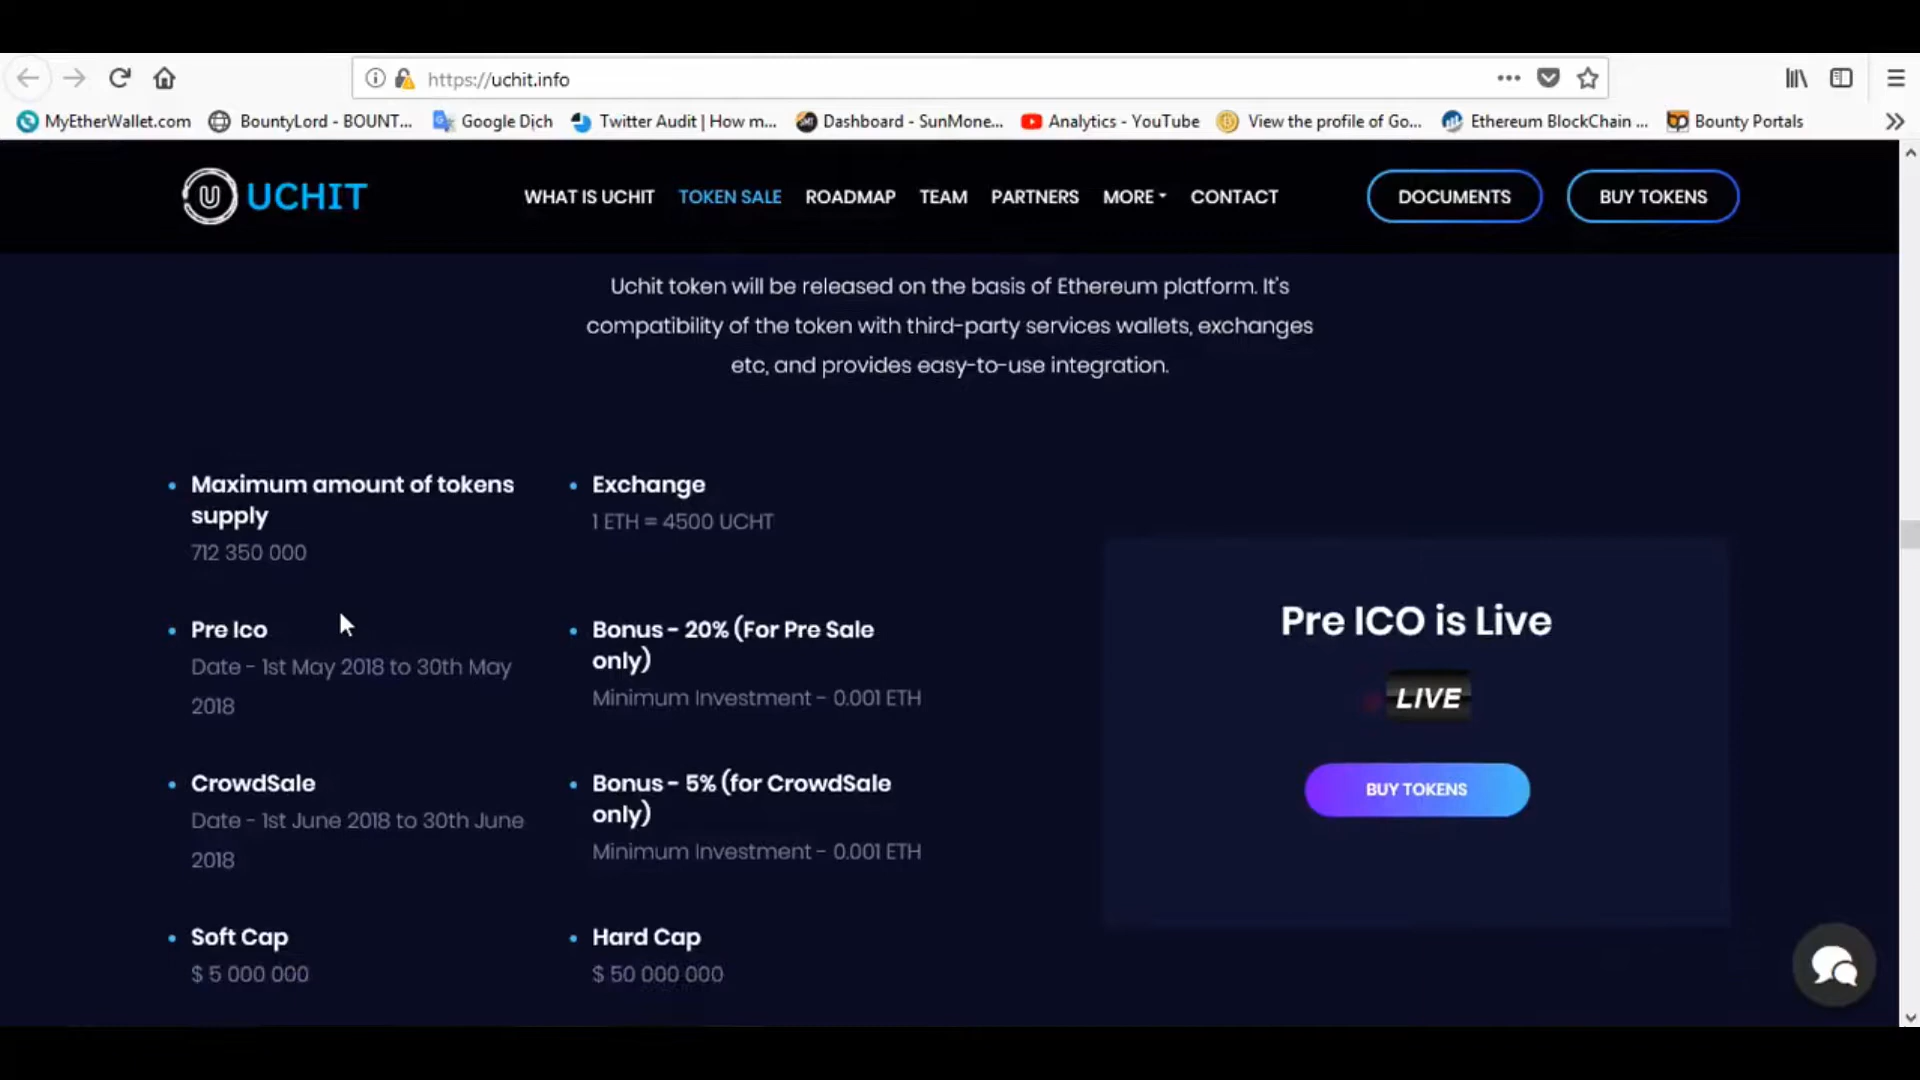 https://uchit.info
MyEtherWallet.com
BountyLord - BOUNT...
Google Dịch
Twitter Audit | How m...
Dashboard - SunMone...
Analytics - YouTube
View the profile of Go...
Ethereum BlockChain ...
Bounty Portals
U UCHIT
WHAT IS UCHIT
TOKEN SALE
ROADMAP
TEAM
PARTNERS
MORE
CONTACT
DOCUMENTS
BUY TOKENS
Uchit token will be released on the basis of Ethereum platform. It's
compatibility of the token with third-party services wallets, exchanges
etc, and provides easy-to-use integration.
Maximum amount of tokens
supply
712 350 000
Exchange
1 ETH = 4500 UCHT
Pre Ico
Date - 1st May 2018 to 30th May
2018
Bonus - 20% (For Pre Sale
only)
Minimum Investment - 0.001 ETH
CrowdSale
Date - 1st June 2018 to 30th June
2018
Bonus - 5% (for CrowdSale
only)
Minimum Investment - 0.001 ETH
Soft Cap
$ 5 000 000
Hard Cap
$ 50 000 000
Pre ICO is Live
LIVE
BUY TOKENS